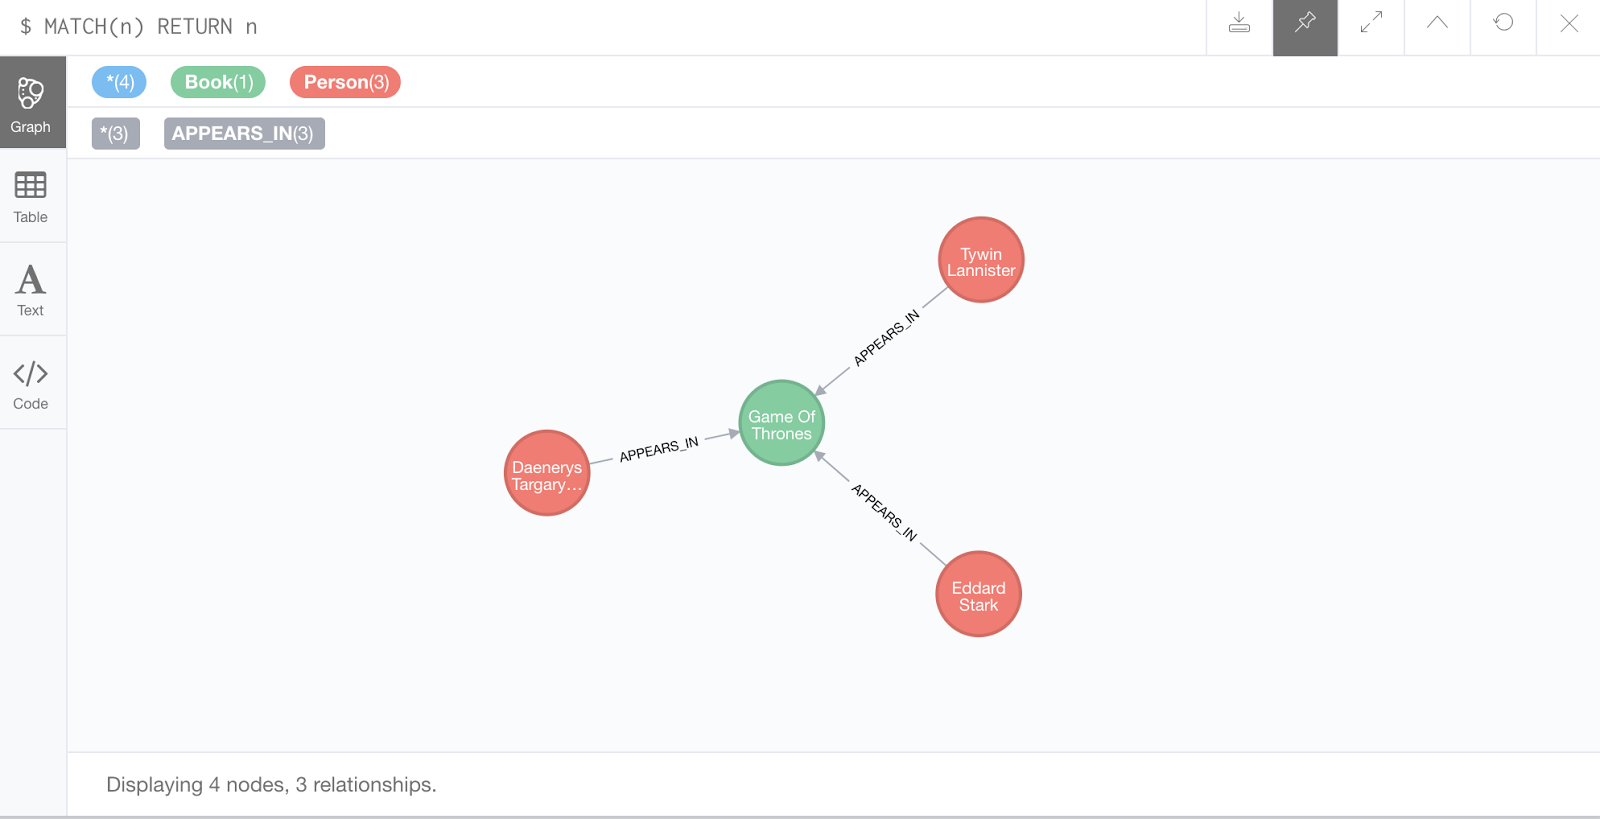 $ MATCH(n) RETURN n
*(4) Book(1) Person(3)
*(3) APPEARS_IN(3)
Graph
Table
Text
Code
Tywin
Lannister
APPEARS_IN
Game Of
Thrones
Daenerys
Targary...
APPEARS_IN
APPEARS_IN
Eddard
Stark
Displaying 4 nodes, 3 relationships.